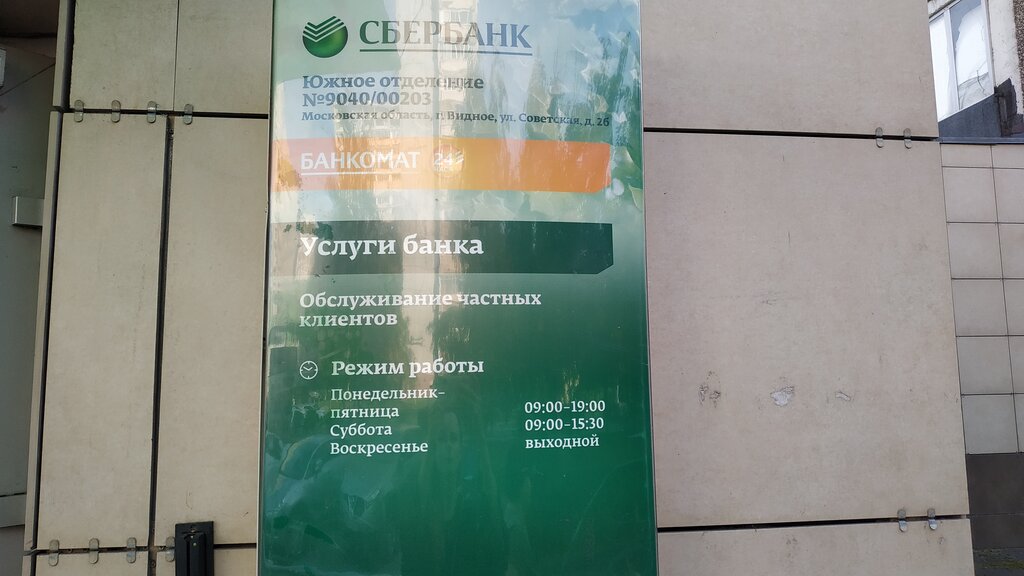 СБЕРБАНК
Южное отделение
№9040/00203
Московская область, г. Видное, ул. Советская, д. 2б
БАНКОМАТ 24
Услуги банка
Обслуживание частных
клиентов
Режим работы
Понедельник–
пятница 09:00–19:00
Суббота 09:00–15:30
Воскресенье выходной